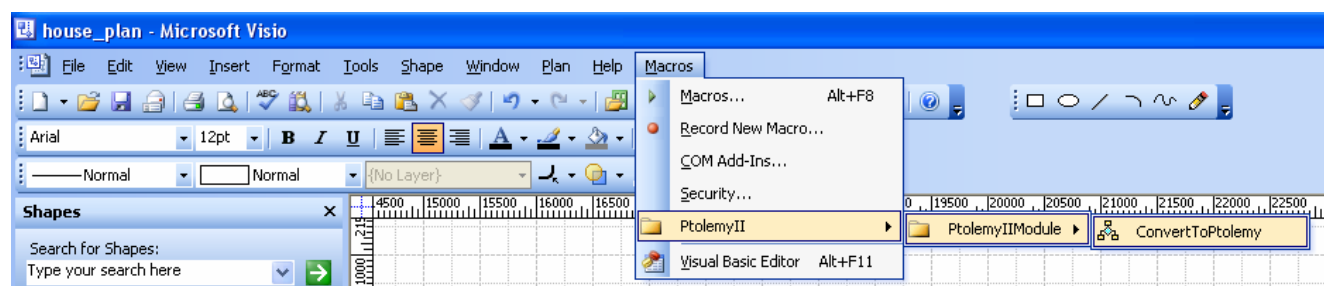 house_plan - Microsoft Visio
File Edit View Insert Format Tools Shape Window Plan Help Macros
ABC
Arial 12pt B I U A
Normal Normal {No Layer}
Macros... Alt+F8
Record New Macro...
COM Add-Ins...
Security...
PtolemyII PtolemyIIModule ConvertToPtolemy
Visual Basic Editor Alt+F11
Shapes
4500 15000 15500 16000 16500 0 19500 20000 20500 21000 21500 22000 22500
Search for Shapes:
Type your search here